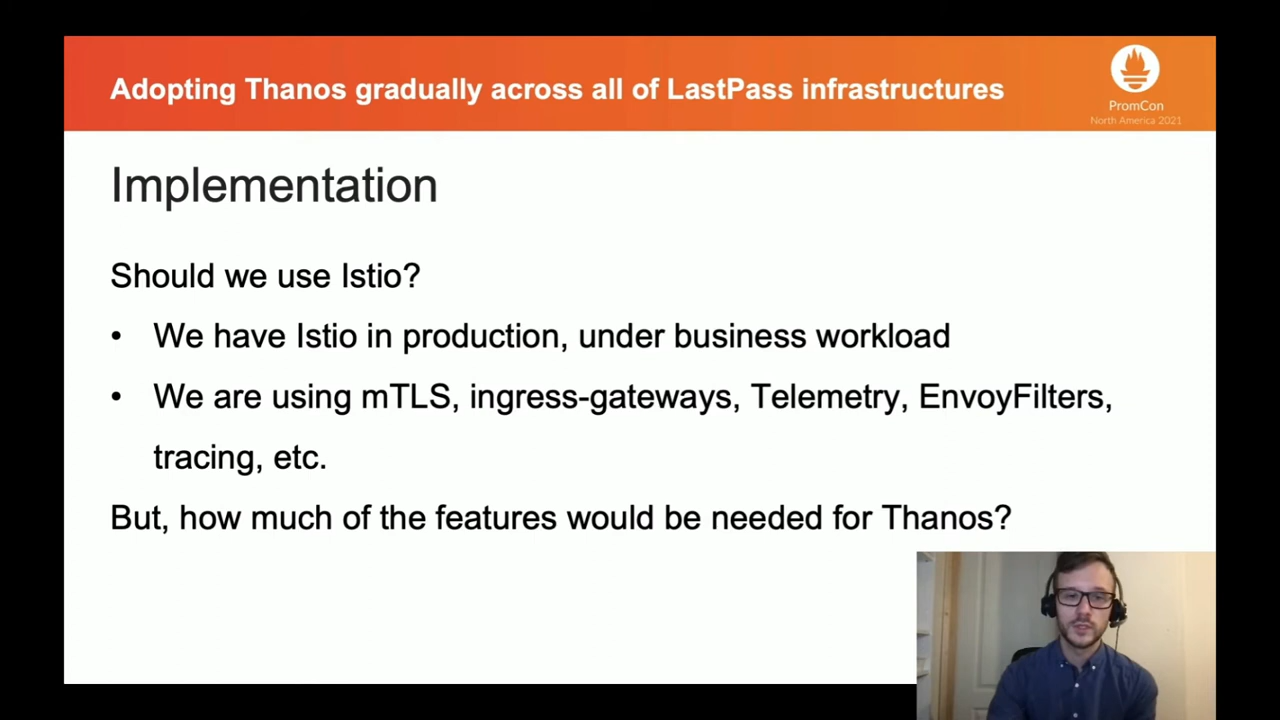 Adopting Thanos gradually across all of LastPass infrastructures
PromCon
North America 2021
Implementation
Should we use Istio?
• We have Istio in production, under business workload
• We are using mTLS, ingress-gateways, Telemetry, EnvoyFilters,
tracing, etc.
But, how much of the features would be needed for Thanos?